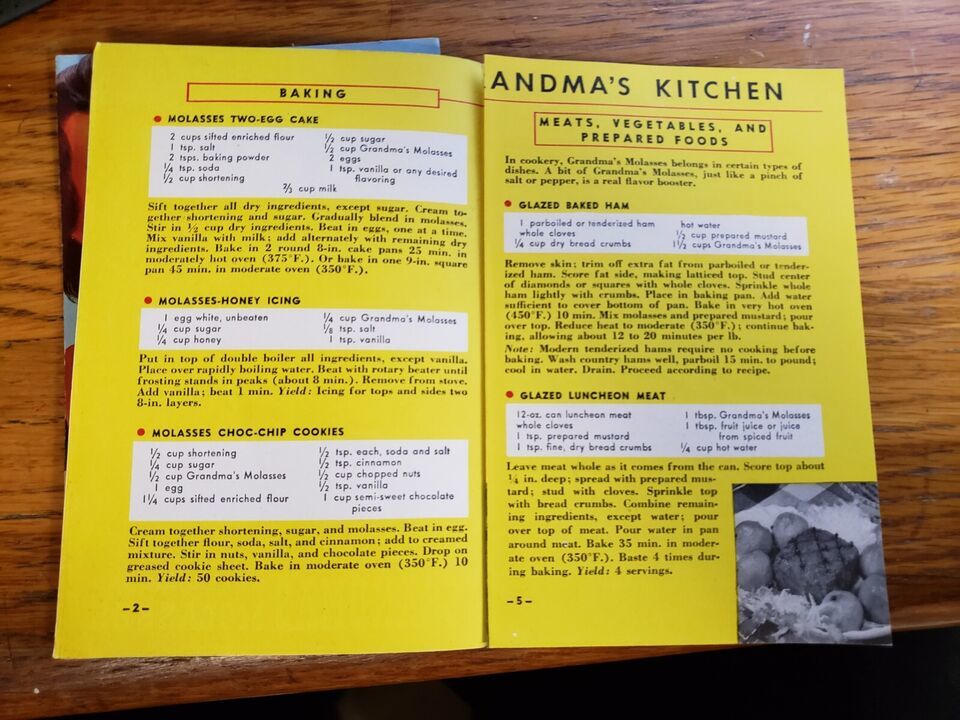 BAKING
MOLASSES TWO-EGG CAKE
2 cups sifted enriched flour
1 tsp. salt
2 tsps. baking powder
¼ tsp. soda
½ cup shortening
½ cup sugar
½ cup Grandma's Molasses
2 eggs
1 tsp. vanilla or any desired
flavoring
⅔ cup milk
Sift together all dry ingredients, except sugar. Cream to-
gether shortening and sugar. Gradually blend in molasses.
Stir in ½ cup dry ingredients. Beat in eggs, one at a time.
Mix vanilla with milk; add alternately with remaining dry
ingredients. Bake in 2 round 8-in. cake pans 25 min. in
moderately hot oven (375°F.). Or bake in one 9-in. square
pan 45 min. in moderate oven (350°F.).
MOLASSES-HONEY ICING
1 egg white, unbeaten
¼ cup sugar
¼ cup honey
¼ cup Grandma's Molasses
⅛ tsp. salt
1 tsp. vanilla
Put in top of double boiler all ingredients, except vanilla.
Place over rapidly boiling water. Beat with rotary beater until
frosting stands in peaks (about 8 min.). Remove from stove.
Add vanilla; beat 1 min. Yield: Icing for tops and sides two
8-in. layers.
MOLASSES CHOC-CHIP COOKIES
½ cup shortening
¼ cup sugar
½ cup Grandma's Molasses
1 egg
1¼ cups sifted enriched flour
½ tsp. each, soda and salt
½ tsp. cinnamon
½ cup chopped nuts
½ tsp. vanilla
1 cup semi-sweet chocolate
pieces
Cream together shortening, sugar, and molasses. Beat in egg.
Sift together flour, soda, salt, and cinnamon; add to creamed
mixture. Stir in nuts, vanilla, and chocolate pieces. Drop on
greased cookie sheet. Bake in moderate oven (350°F.) 10
min. Yield: 50 cookies.
—2—
ANDMA'S KITCHEN
MEATS, VEGETABLES, AND
PREPARED FOODS
In cookery, Grandma's Molasses belongs in certain types of
dishes. A bit of Grandma's Molasses, just like a pinch of
salt or pepper, is a real flavor booster.
GLAZED BAKED HAM
1 parboiled or tenderized ham
whole cloves
¼ cup dry bread crumbs
hot water
½ cup prepared mustard
1½ cups Grandma's Molasses
Remove skin; trim off extra fat from parboiled or tender-
ized ham. Score fat side, making latticed top. Stud center
of diamonds or squares with whole cloves. Sprinkle whole
ham lightly with crumbs. Place in baking pan. Add water
sufficient to cover bottom of pan. Bake in very hot oven
(450°F.) 10 min. Mix molasses and prepared mustard; pour
over top. Reduce heat to moderate (350°F.); continue bak-
ing, allowing about 12 to 20 minutes per lb.
Note: Modern tenderized hams require no cooking before
baking. Wash country hams well, parboil 15 min. to pound;
cool in water. Drain. Proceed according to recipe.
GLAZED LUNCHEON MEAT
12-oz. can luncheon meat
whole cloves
1 tsp. prepared mustard
1 tbsp. fine, dry bread crumbs
1 tbsp. Grandma's Molasses
1 tbsp. fruit juice or juice
from spiced fruit
¼ cup hot water
Leave meat whole as it comes from the can. Score top about
¼ in. deep; spread with prepared mus-
tard; stud with cloves. Sprinkle top
with bread crumbs. Combine remain-
ing ingredients, except water; pour
over top of meat. Pour water in pan
around meat. Bake 35 min. in moder-
ate oven (350°F.). Baste 4 times dur-
ing baking. Yield: 4 servings.
—5—